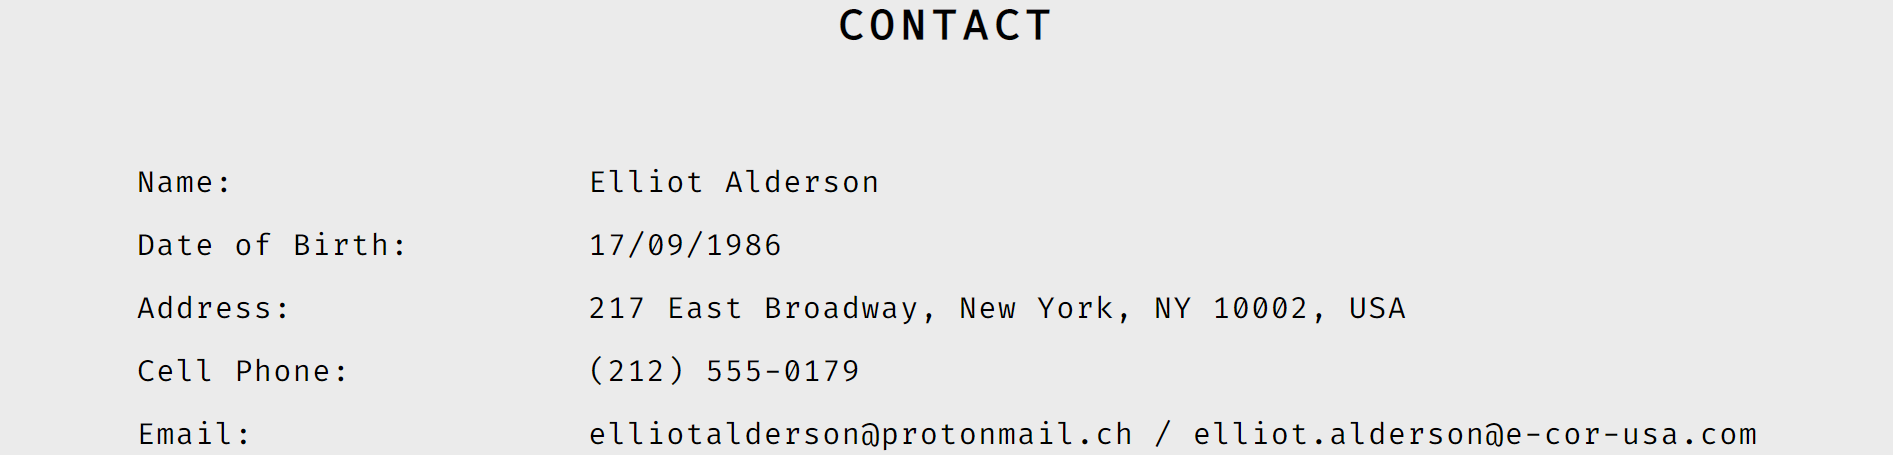 CONTACT
Name: Elliot Alderson
Date of Birth: 17/09/1986
Address: 217 East Broadway, New York, NY 10002, USA
Cell Phone: (212) 555-0179
Email: elliotalderson@protonmail.ch / elliot.alderson@e-cor-usa.com